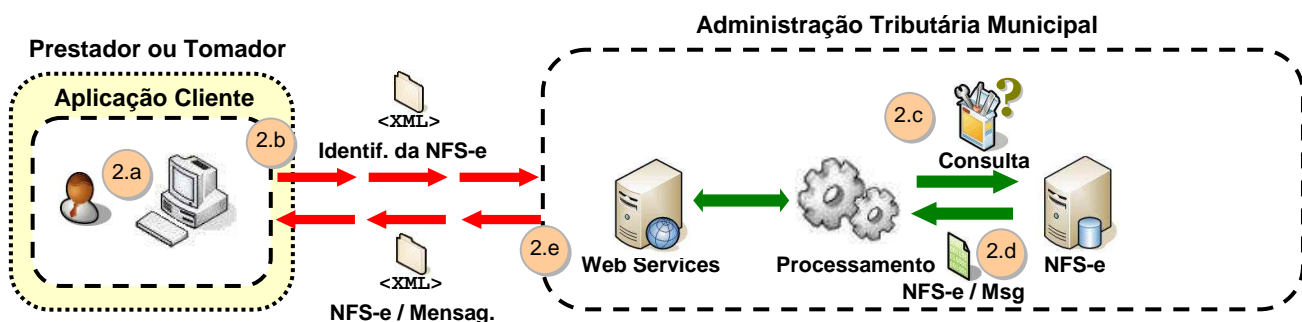 Administração Tributária Municipal
Prestador ou Tomador
Aplicação Cliente
2.a
2.b
<XML>
Identif. da NFS-e
2.c
?
Consulta
2.e
Web Services
Processamento
2.d
NFS-e / Msg
NFS-e
<XML>
NFS-e / Mensag.